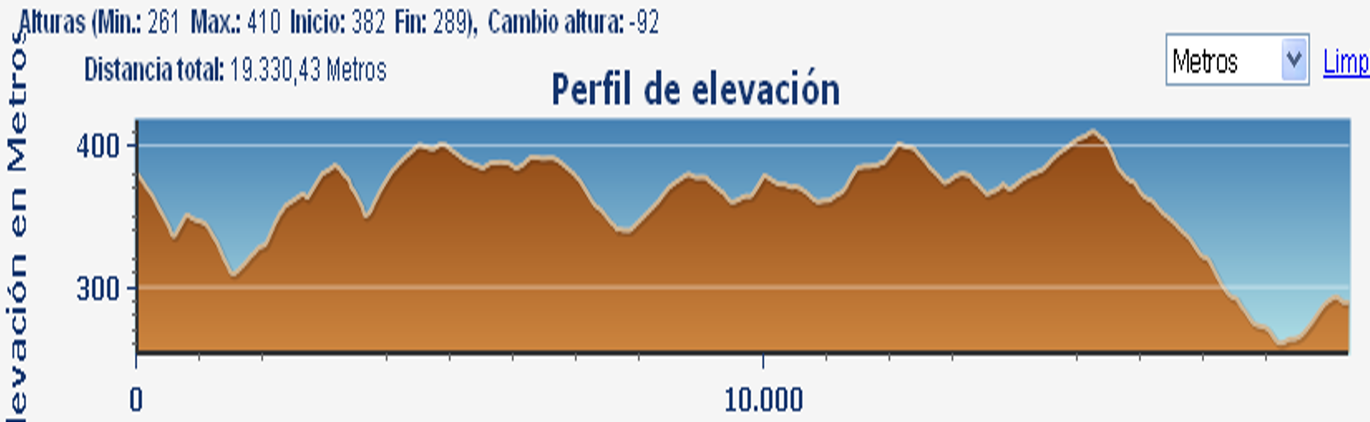 Alturas (Min.: 261 Max.: 410 Inicio: 382 Fin: 289), Cambio altura: -92
Distancia total: 19.330,43 Metros
Metros
Limp
Perfil de elevación
levación en Metros
400
300
0
10.000